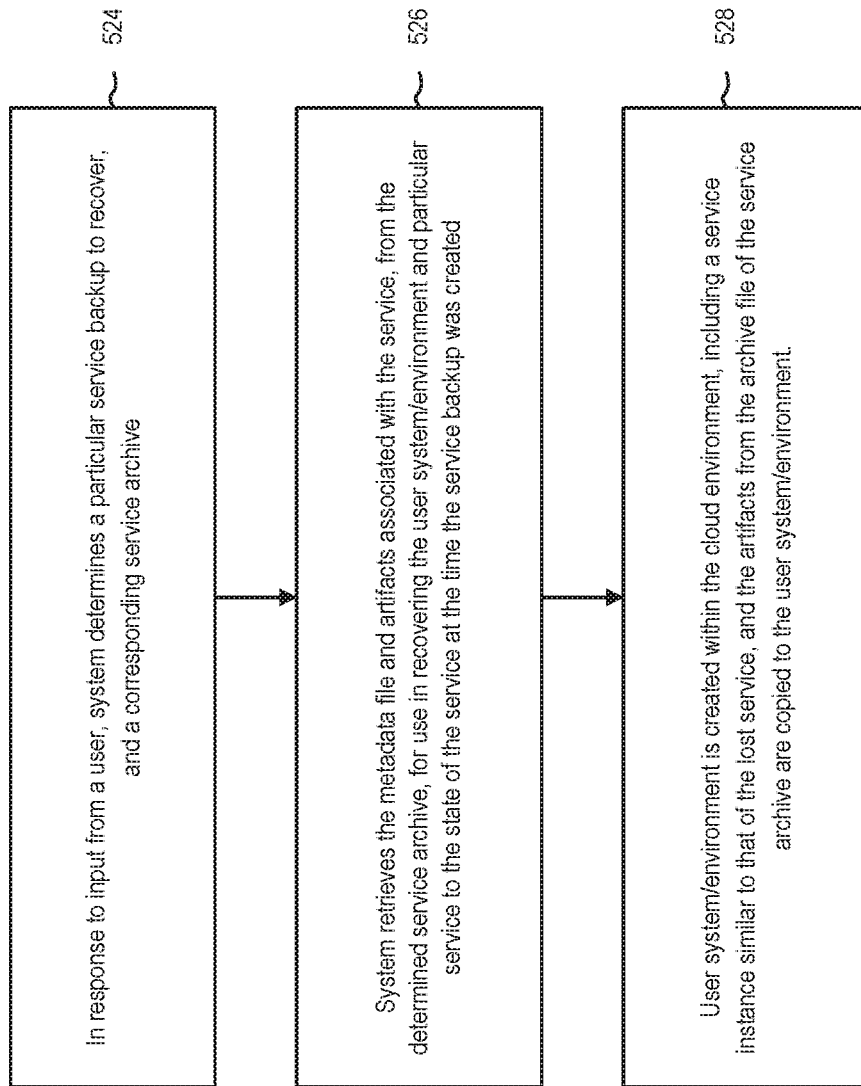 In response to input from a user, system determines a particular service backup to recover,
and a corresponding service archive
524
System retrieves the metadata file and artifacts associated with the service, from the
determined service archive, for use in recovering the user system/environment and particular
service to the state of the service at the time the service backup was created
526
User system/environment is created within the cloud environment, including a service
instance similar to that of the lost service, and the artifacts from the archive file of the service
archive are copied to the user system/environment.
528